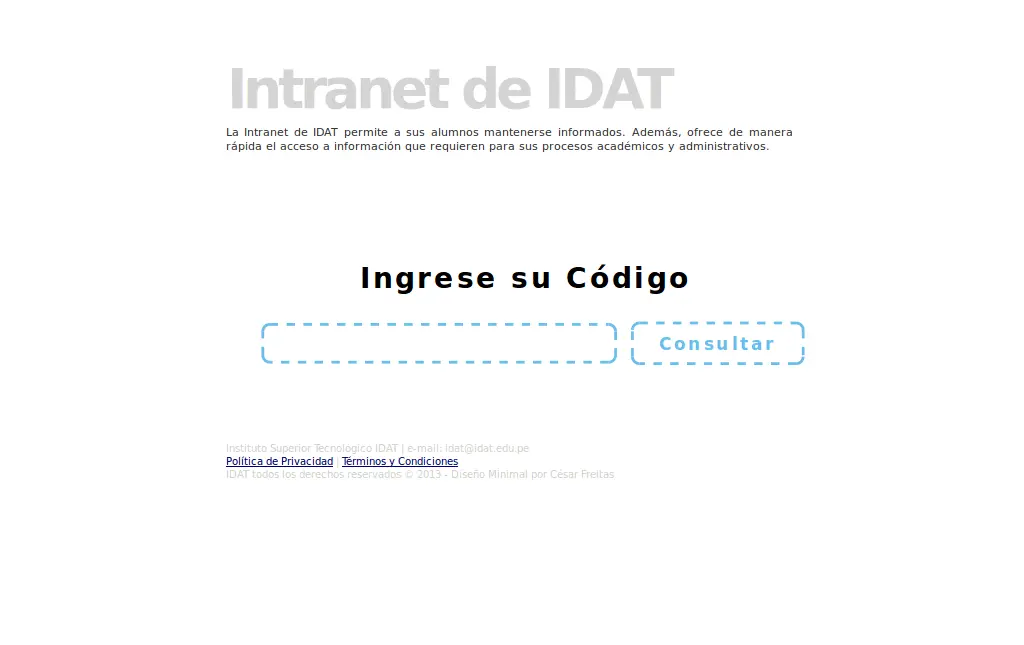 Intranet de IDAT
La Intranet de IDAT permite a sus alumnos mantenerse informados. Además, ofrece de manera
rápida el acceso a información que requieren para sus procesos académicos y administrativos.
Ingrese su Código
Consultar
Instituto Superior Tecnológico IDAT | e-mail: idat@idat.edu.pe
Política de Privacidad | Términos y Condiciones
IDAT todos los derechos reservados © 2013 - Diseño Minimal por César Freitas